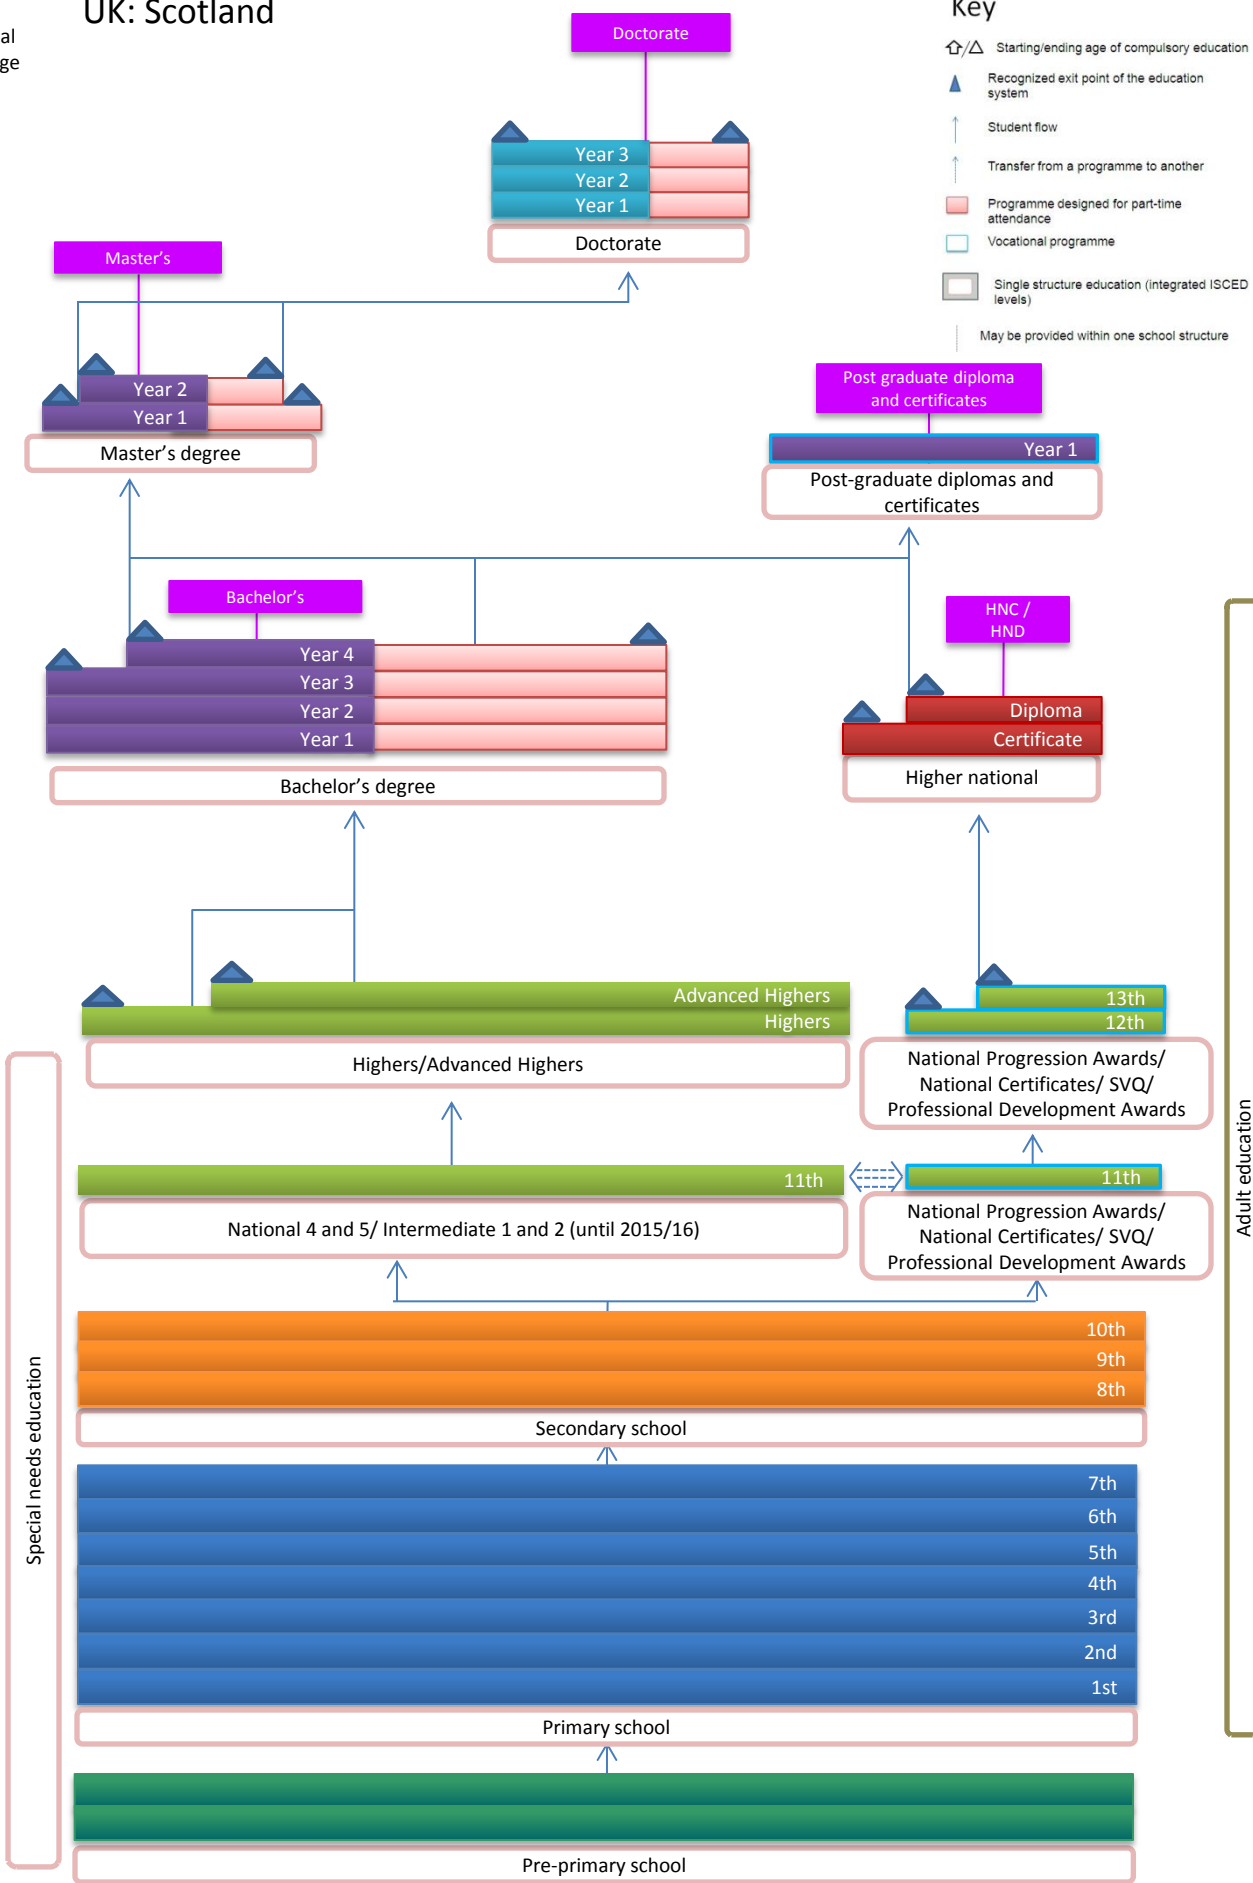 UK: Scotland
al
ge
Key
Starting/ending age of compulsory education
Recognized exit point of the education
system
Student flow
Transfer from a programme to another
Programme designed for part-time
attendance
Vocational programme
Single structure education (integrated ISCED
levels)
May be provided within one school structure
Doctorate
Year 3
Year 2
Year 1
Doctorate
Master's
Year 2
Year 1
Master's degree
Post graduate diploma
and certificates
Year 1
Post-graduate diplomas and
certificates
Bachelor's
Year 4
Year 3
Year 2
Year 1
Bachelor's degree
HNC /
HND
Diploma
Certificate
Higher national
Advanced Highers
Highers
Highers/Advanced Highers
13th
12th
National Progression Awards/
National Certificates/ SVQ/
Professional Development Awards
11th
National 4 and 5/ Intermediate 1 and 2 (until 2015/16)
11th
National Progression Awards/
National Certificates/ SVQ/
Professional Development Awards
10th
9th
8th
Secondary school
7th
6th
5th
4th
3rd
2nd
1st
Primary school
Pre-primary school
Special needs education
Adult education